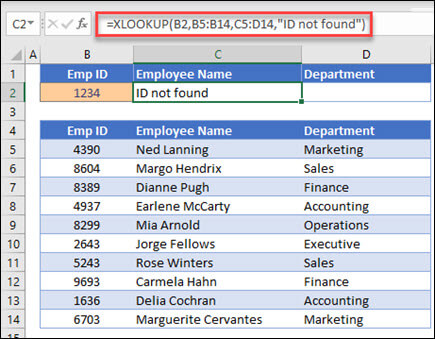 C2 fx =XLOOKUP(B2,B5:B14,C5:D14,"ID not found")
A B C D
1 Emp ID Employee Name Department
2 1234 ID not found
3
4 Emp ID Employee Name Department
5 4390 Ned Lanning Marketing
6 8604 Margo Hendrix Sales
7 8389 Dianne Pugh Finance
8 4937 Earlene McCarty Accounting
9 8299 Mia Arnold Operations
10 2643 Jorge Fellows Executive
11 5243 Rose Winters Sales
12 9693 Carmela Hahn Finance
13 1636 Delia Cochran Accounting
14 6703 Marguerite Cervantes Marketing
15